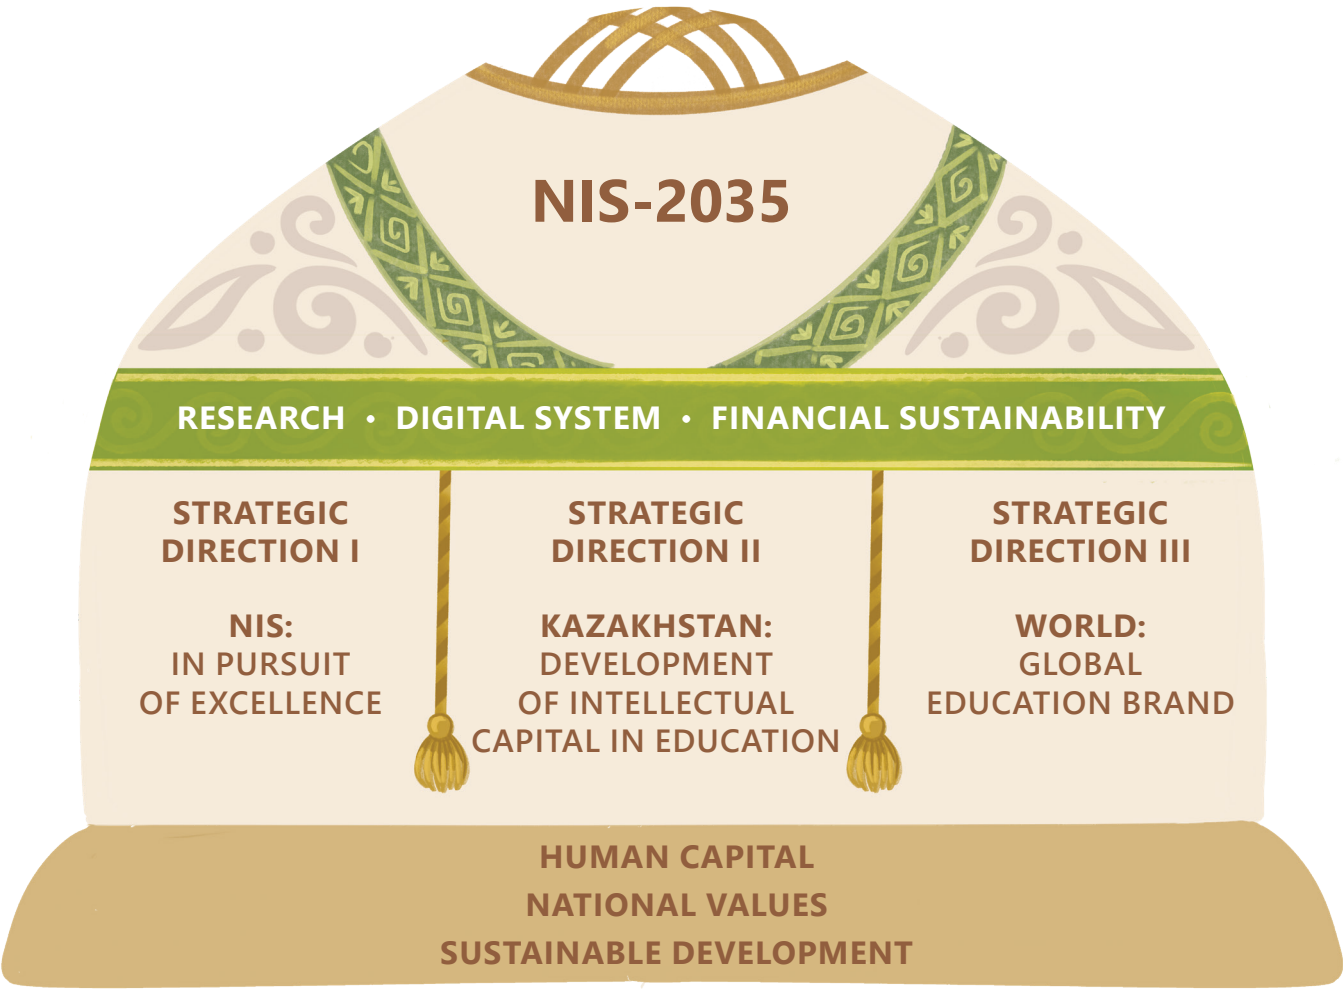 NIS-2035
RESEARCH • DIGITAL SYSTEM • FINANCIAL SUSTAINABILITY
STRATEGIC
DIRECTION I
NIS:
IN PURSUIT
OF EXCELLENCE
STRATEGIC
DIRECTION II
KAZAKHSTAN:
DEVELOPMENT
OF INTELLECTUAL
CAPITAL IN EDUCATION
STRATEGIC
DIRECTION III
WORLD:
GLOBAL
EDUCATION BRAND
HUMAN CAPITAL
NATIONAL VALUES
SUSTAINABLE DEVELOPMENT